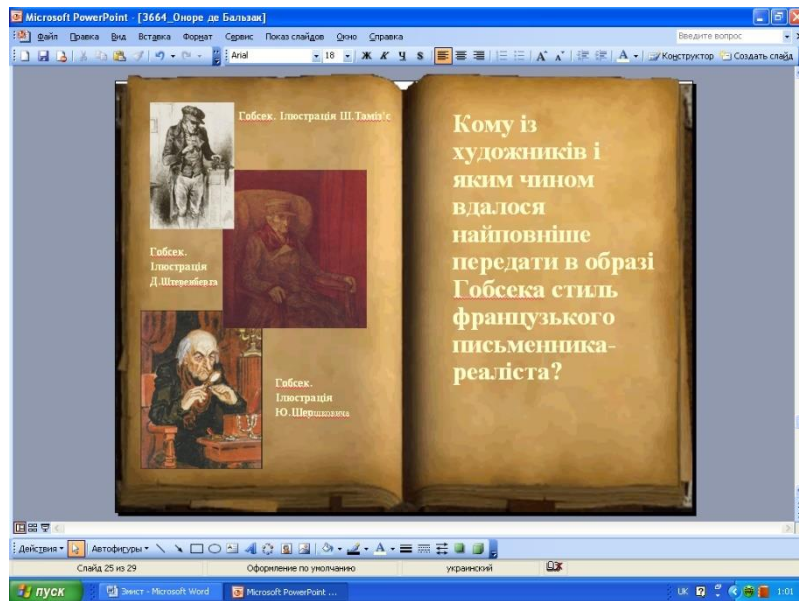 Microsoft PowerPoint - [3664_Оноре де Бальзак]
Файл Правка Вид Вставка Формат Сервис Показ слайдов Окно Справка
Введите вопрос
Arial 18 Ж К Ч S Конструктор Создать слайд
Гобсек. Ілюстрація Ш.Таміз'є
Гобсек.
Ілюстрація
Д.Штеренберга
Гобсек.
Ілюстрація
Ю.Шершковича
Кому із
художників і
яким чином
вдалося
найповніше
передати в образі
Гобсека стиль
французького
письменника-
реаліста?
Действия Автофигуры
Слайд 25 из 29 Оформление по умолчанию украинский
пуск Зміст - Microsoft Word Microsoft PowerPoint ... UK 1:01